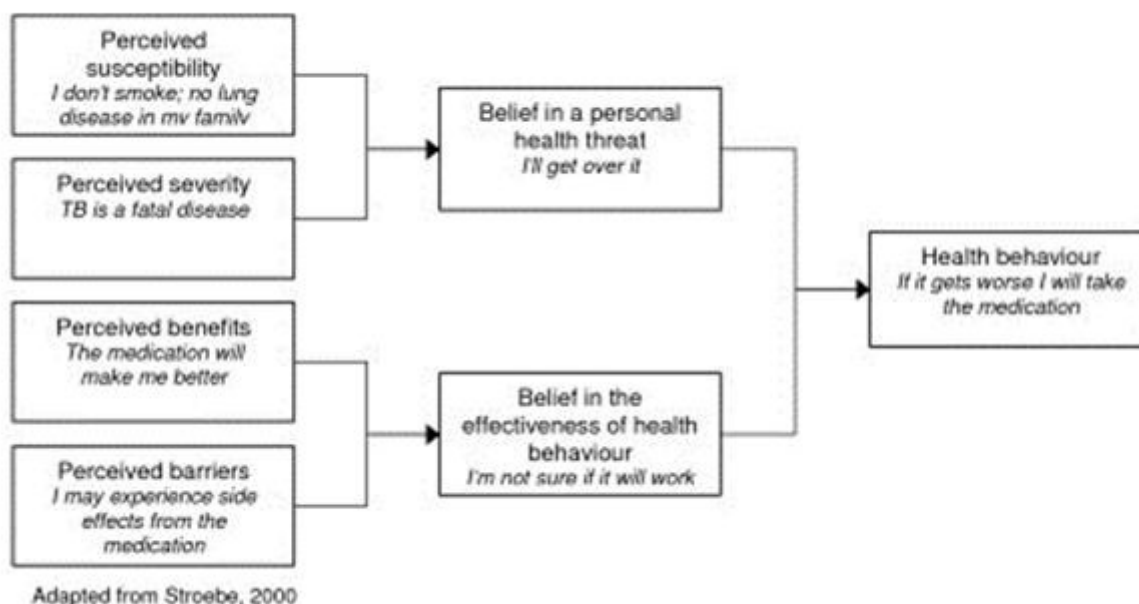 Perceived
susceptibility
I don't smoke; no lung
disease in my family
Perceived severity
TB is a fatal disease
Perceived benefits
The medication will
make me better
Perceived barriers
I may experience side
effects from the
medication
Belief in a personal
health threat
I'll get over it
Belief in the
effectiveness of health
behaviour
I'm not sure if it will work
Health behaviour
If it gets worse I will take
the medication
Adapted from Stroebe, 2000